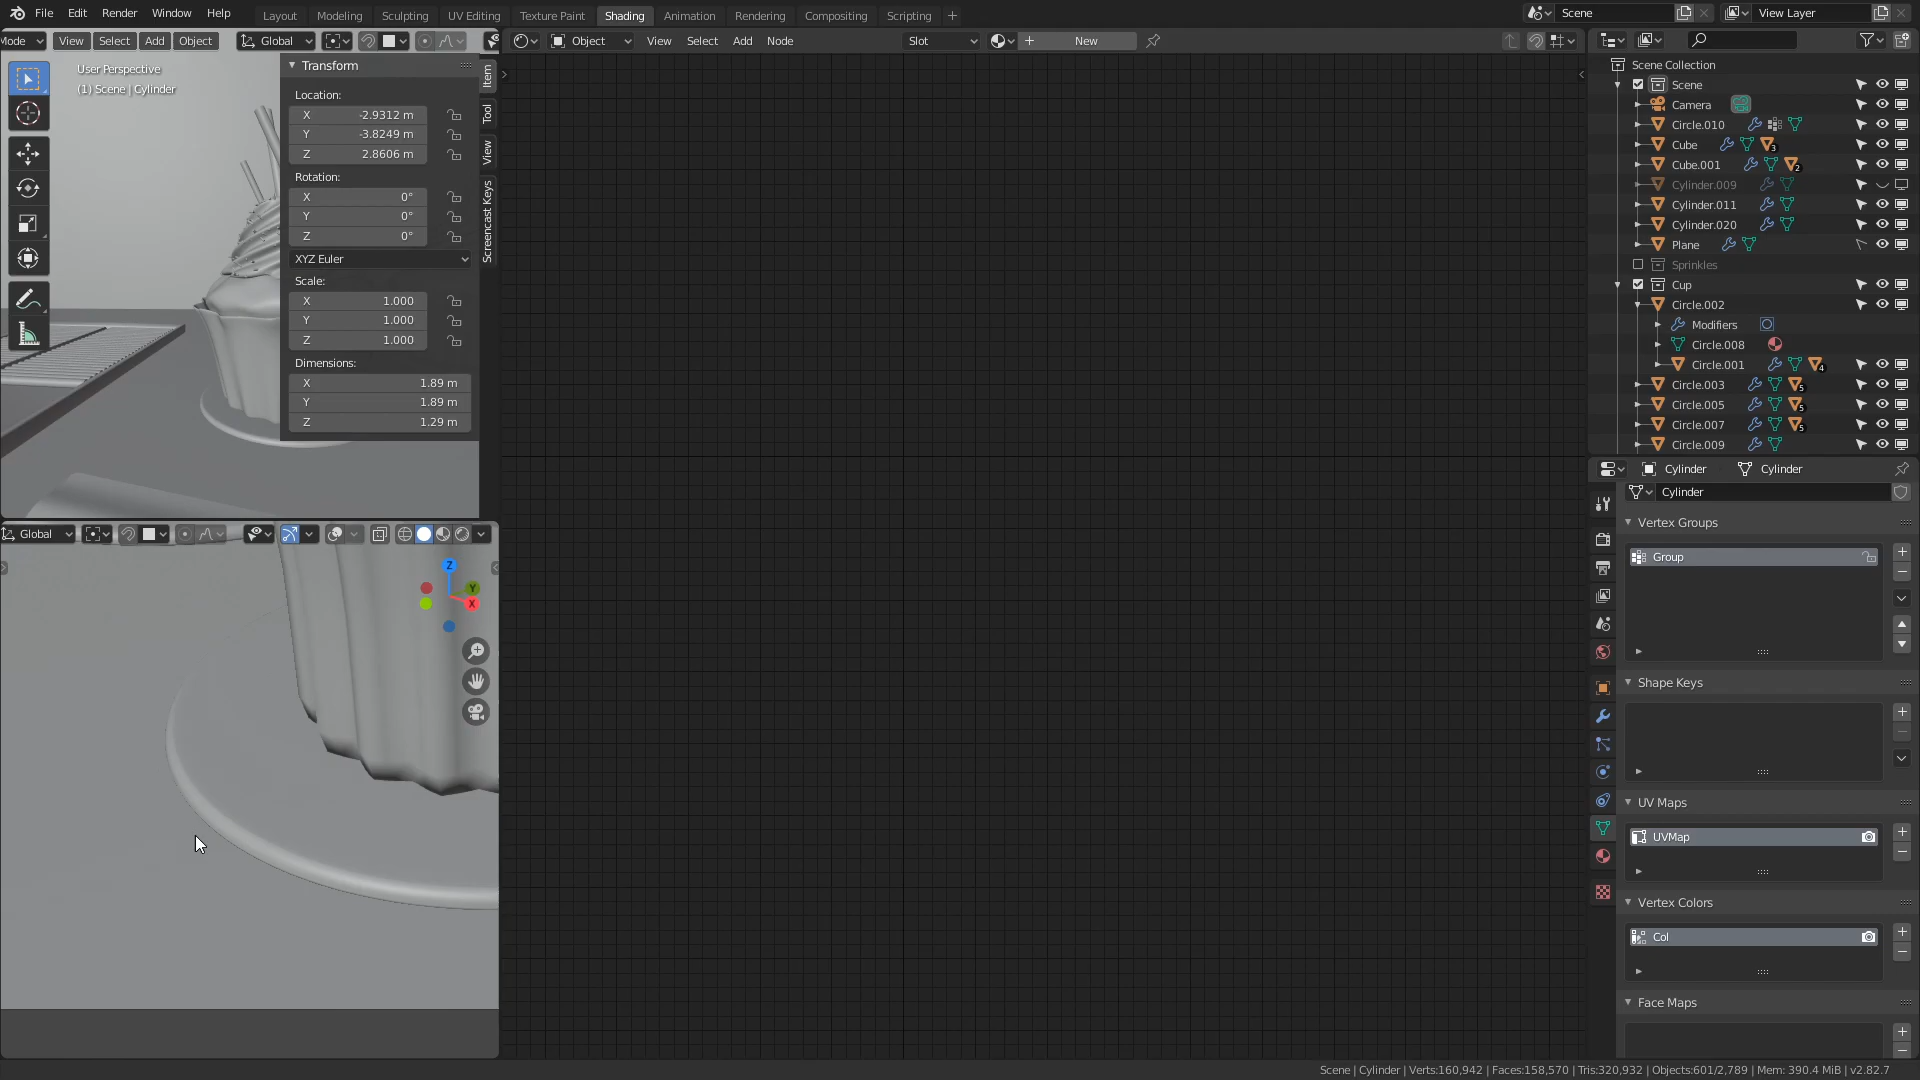 File Edit Render Window Help
Layout Modeling Sculpting UV Editing Texture Paint Shading Animation Rendering Compositing Scripting +
Scene
View Layer
Mode View Select Add Object Global
Object View Select Add Node Slot New
User Perspective
(1) Scene | Cylinder
Transform
Location:
X -2.9312 m
Y -3.8249 m
Z 2.8606 m
Rotation:
X 0°
Y 0°
Z 0°
XYZ Euler
Scale:
X 1.000
Y 1.000
Z 1.000
Dimensions:
X 1.89 m
Y 1.89 m
Z 1.29 m
Item
Tool
View
Screencast Keys
Global
Z
Y
X
Scene Collection
Scene
Camera
Circle.010
Cube 3
Cube.001 2
Cylinder.009
Cylinder.011
Cylinder.020
Plane
Sprinkles
Cup
Circle.002
Modifiers
Circle.008
Circle.001 4
Circle.003 5
Circle.005 5
Circle.007 5
Circle.009
Cylinder Cylinder
Cylinder
Vertex Groups
Group
Shape Keys
UV Maps
UVMap
Vertex Colors
Col
Face Maps
Scene | Cylinder | Verts:160,942 | Faces:158,570 | Tris:320,932 | Objects:601/2,789 | Mem: 390.4 MiB | v2.82.7